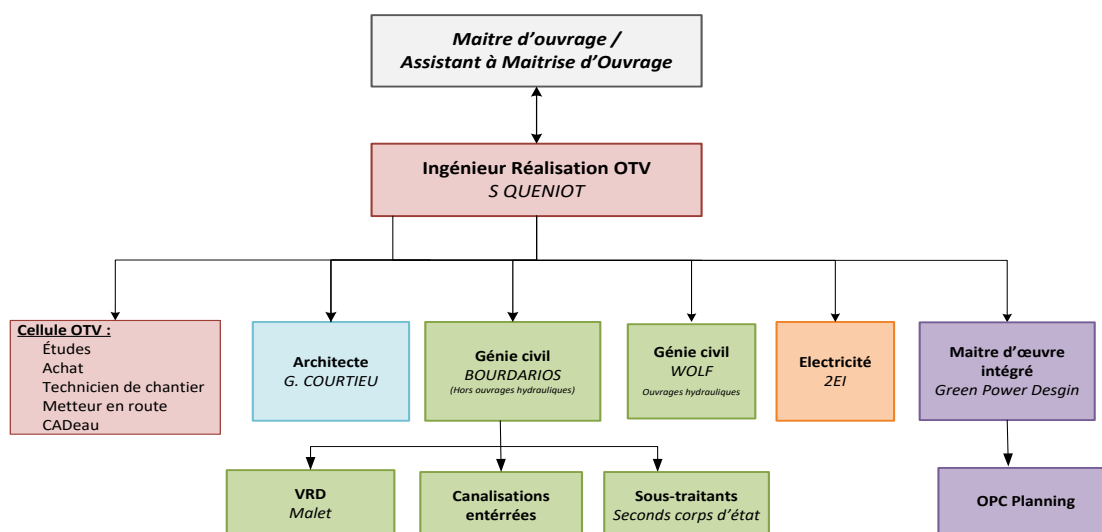 Maitre d'ouvrage /
Assistant à Maitrise d'Ouvrage
Ingénieur Réalisation OTV
S QUENIOT
Cellule OTV :
Études
Achat
Technicien de chantier
Metteur en route
CADeau
Architecte
G. COURTIEU
Génie civil
BOURDARIOS
(Hors ouvrages hydrauliques)
Génie civil
WOLF
Ouvrages hydrauliques
Electricité
2EI
Maitre d'œuvre
intégré
Green Power Desgin
VRD
Malet
Canalisations
entérrées
Sous-traitants
Seconds corps d'état
OPC Planning